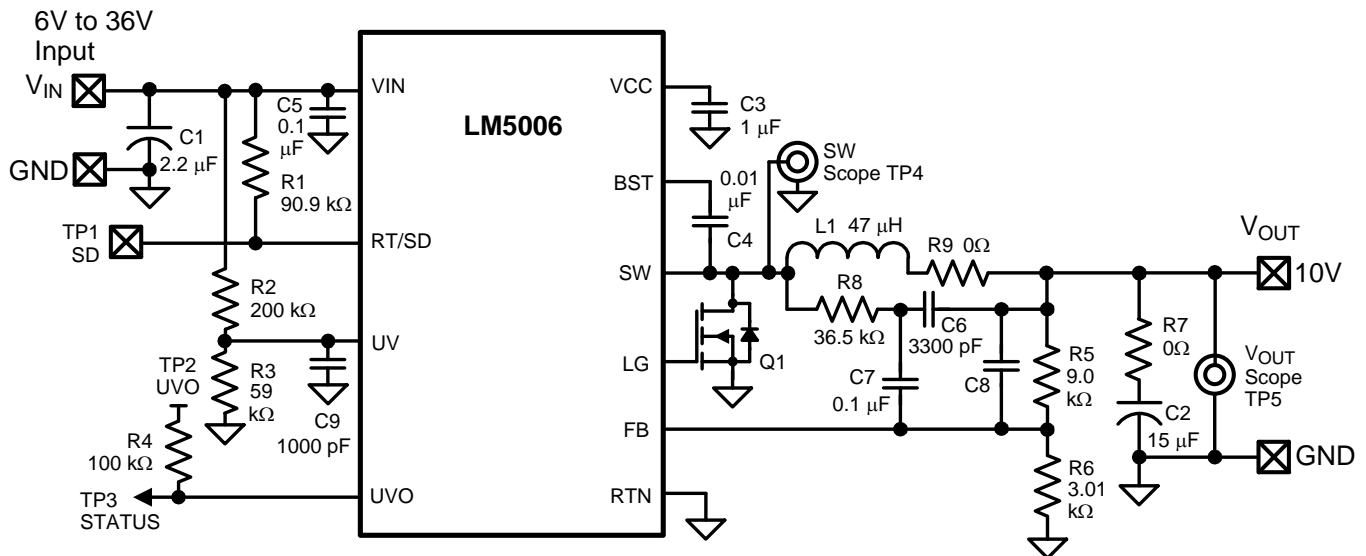 6V to 36V
Input
VIN
GND
C1
2.2 μF
C5
0.1
μF
R1
90.9 kΩ
TP1
SD
R2
200 kΩ
R3
59
kΩ
TP2
UVO
R4
100 kΩ
TP3
STATUS
C9
1000 pF
LM5006
VIN
RT/SD
UV
UVO
VCC
BST
SW
LG
FB
RTN
C3
1 μF
SW
Scope TP4
0.01
μF
C4
L1 47 μH
R9 0Ω
R8
36.5 kΩ
C6
3300 pF
Q1
C7
0.1 μF
C8
R5
9.0
kΩ
R6
3.01
kΩ
R7
0Ω
C2
15 μF
VOUT
Scope
TP5
VOUT
10V
GND